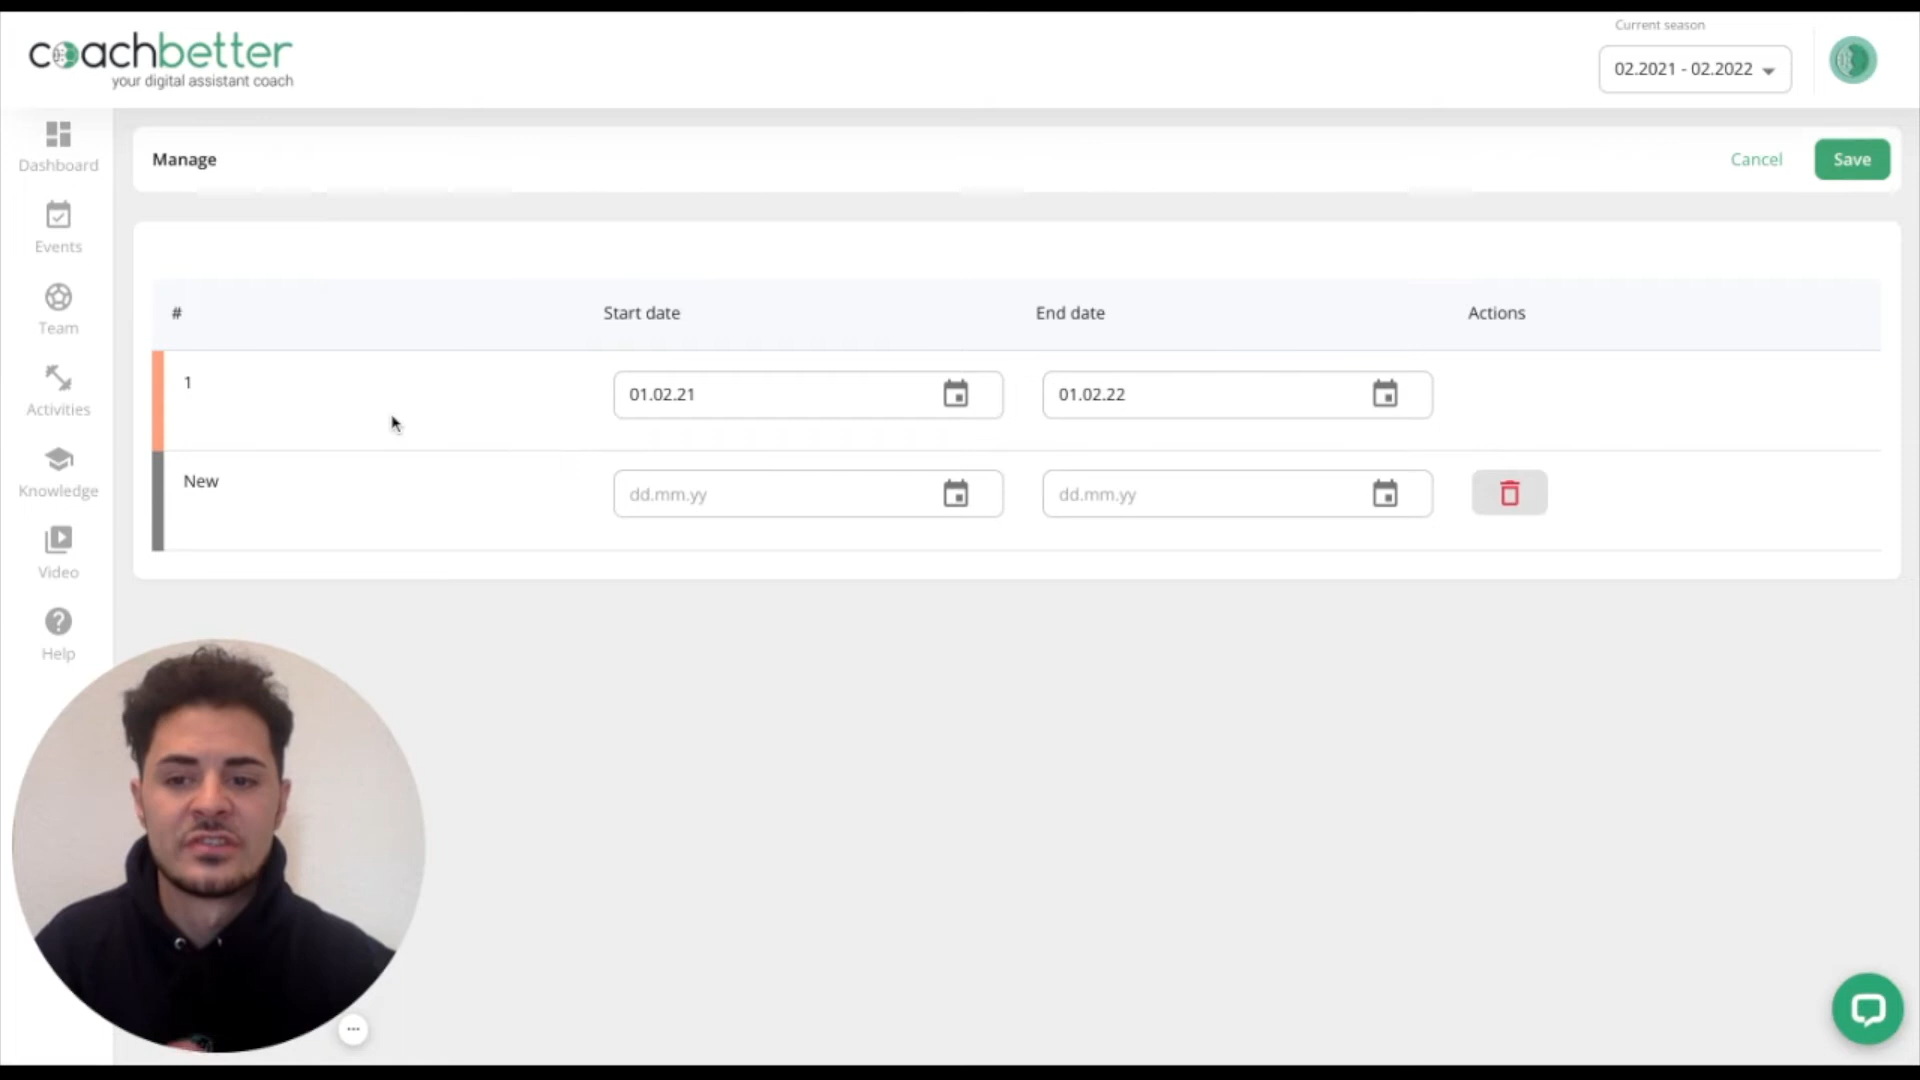 coachbetter
your digital assistant coach
Current season
02.2021 - 02.2022
Dashboard
Events
Team
Activities
Knowledge
Video
Help
Manage
Cancel
Save
# Start date End date Actions
1 01.02.21 01.02.22
New dd.mm.yy dd.mm.yy